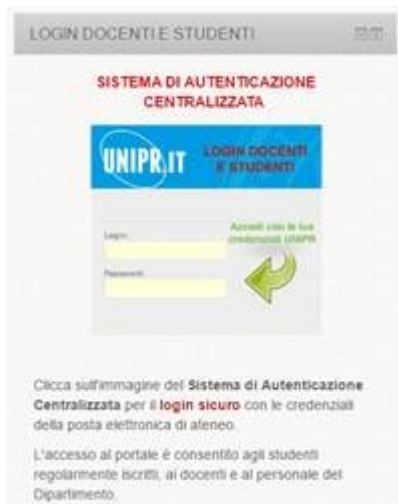 LOGIN DOCENTI E STUDENTI
SISTEMA DI AUTENTICAZIONE
CENTRALIZZATA
UNIPR.IT
LOGIN DOCENTI
E STUDENTI
Accedi con le tue
credenziali UNIPR
Login:
Password:
Clicca sull'immagine del Sistema di Autenticazione
Centralizzata per il login sicuro con le credenziali
della posta elettronica di ateneo.
L'accesso al portale è consentito agli studenti
regolarmente iscritti, ai docenti e al personale del
Dipartimento.